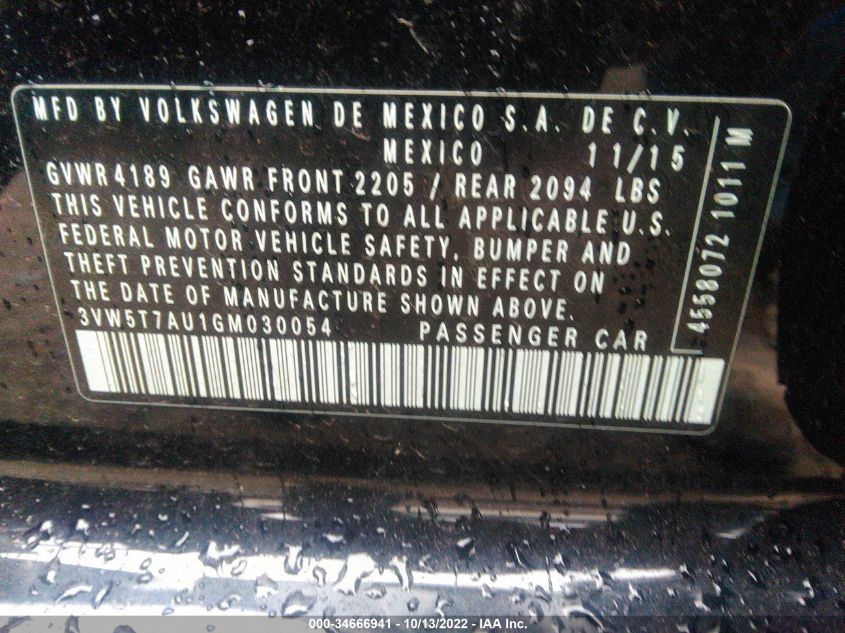 MFD BY VOLKSWAGEN DE MEXICO S.A. DE C.V.
MEXICO 11/15
GVWR 4189 GAWR FRONT 2205 / REAR 2094 LBS
THIS VEHICLE CONFORMS TO ALL APPLICABLE U.S.
FEDERAL MOTOR VEHICLE SAFETY, BUMPER AND
THEFT PREVENTION STANDARDS IN EFFECT ON
THE DATE OF MANUFACTURE SHOWN ABOVE.
3VW5T7AU1GM030054 PASSENGER CAR
4558072 1011 M
000-34666941 - 10/13/2022 - IAA Inc.